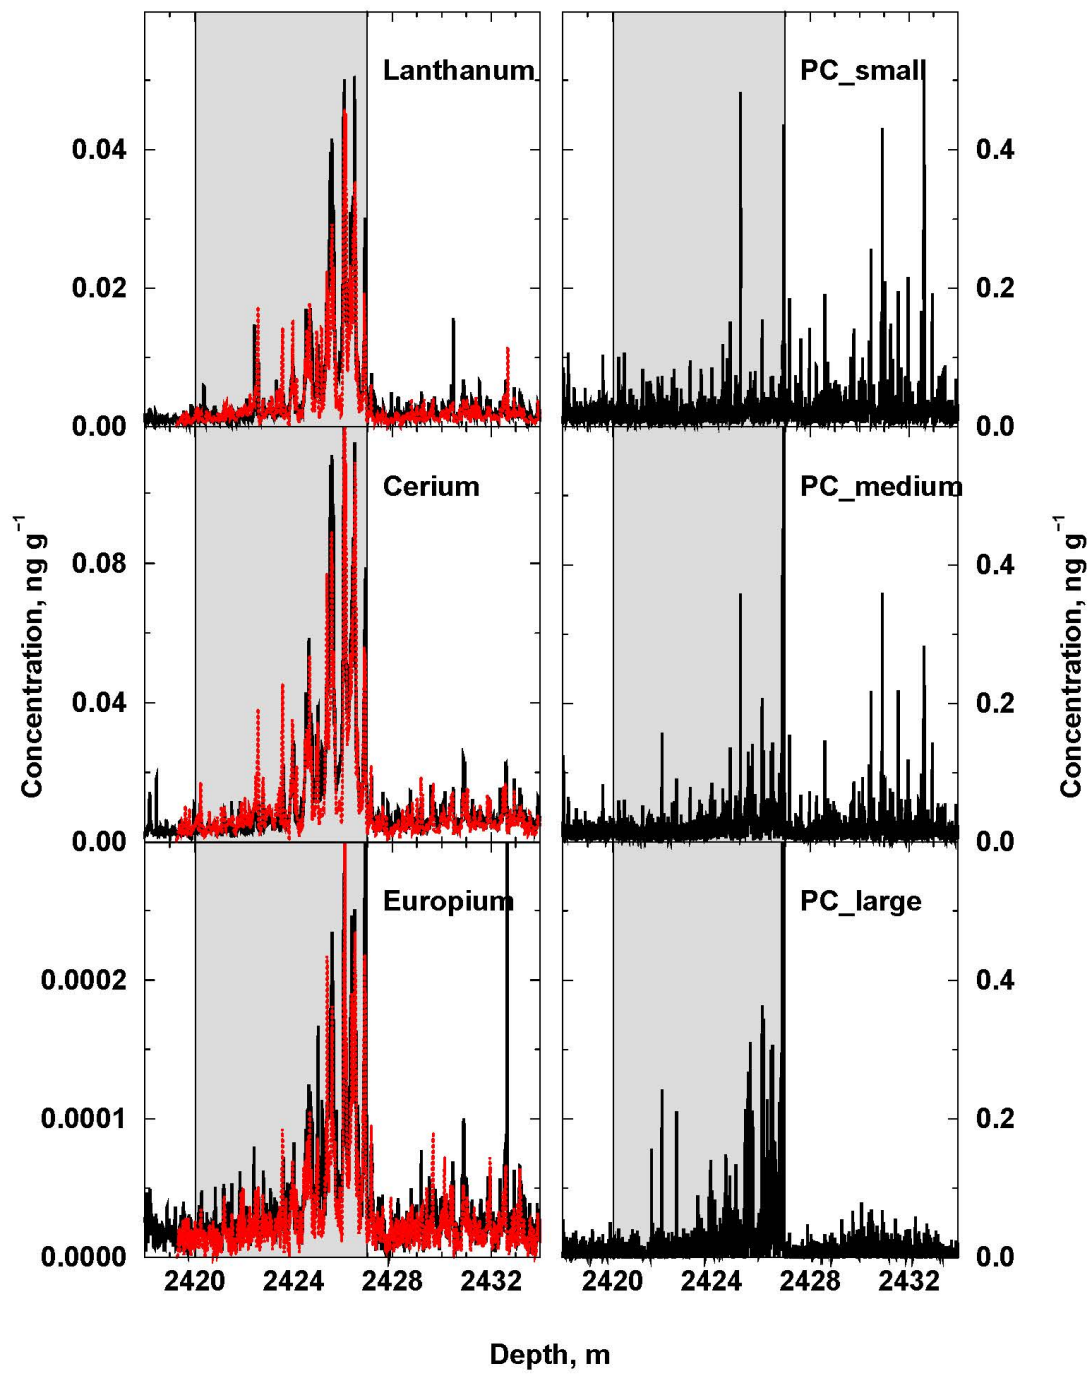 Lanthanum
PC_small
0.04
0.02
0.00
0.4
0.2
0.0
Cerium
PC_medium
0.08
0.04
0.00
0.4
0.2
0.0
Concentration, ng g⁻¹
Concentration, ng g⁻¹
Europium
PC_large
0.0002
0.0001
0.0000
0.4
0.2
0.0
2420 2424 2428 2432
2420 2424 2428 2432
Depth, m